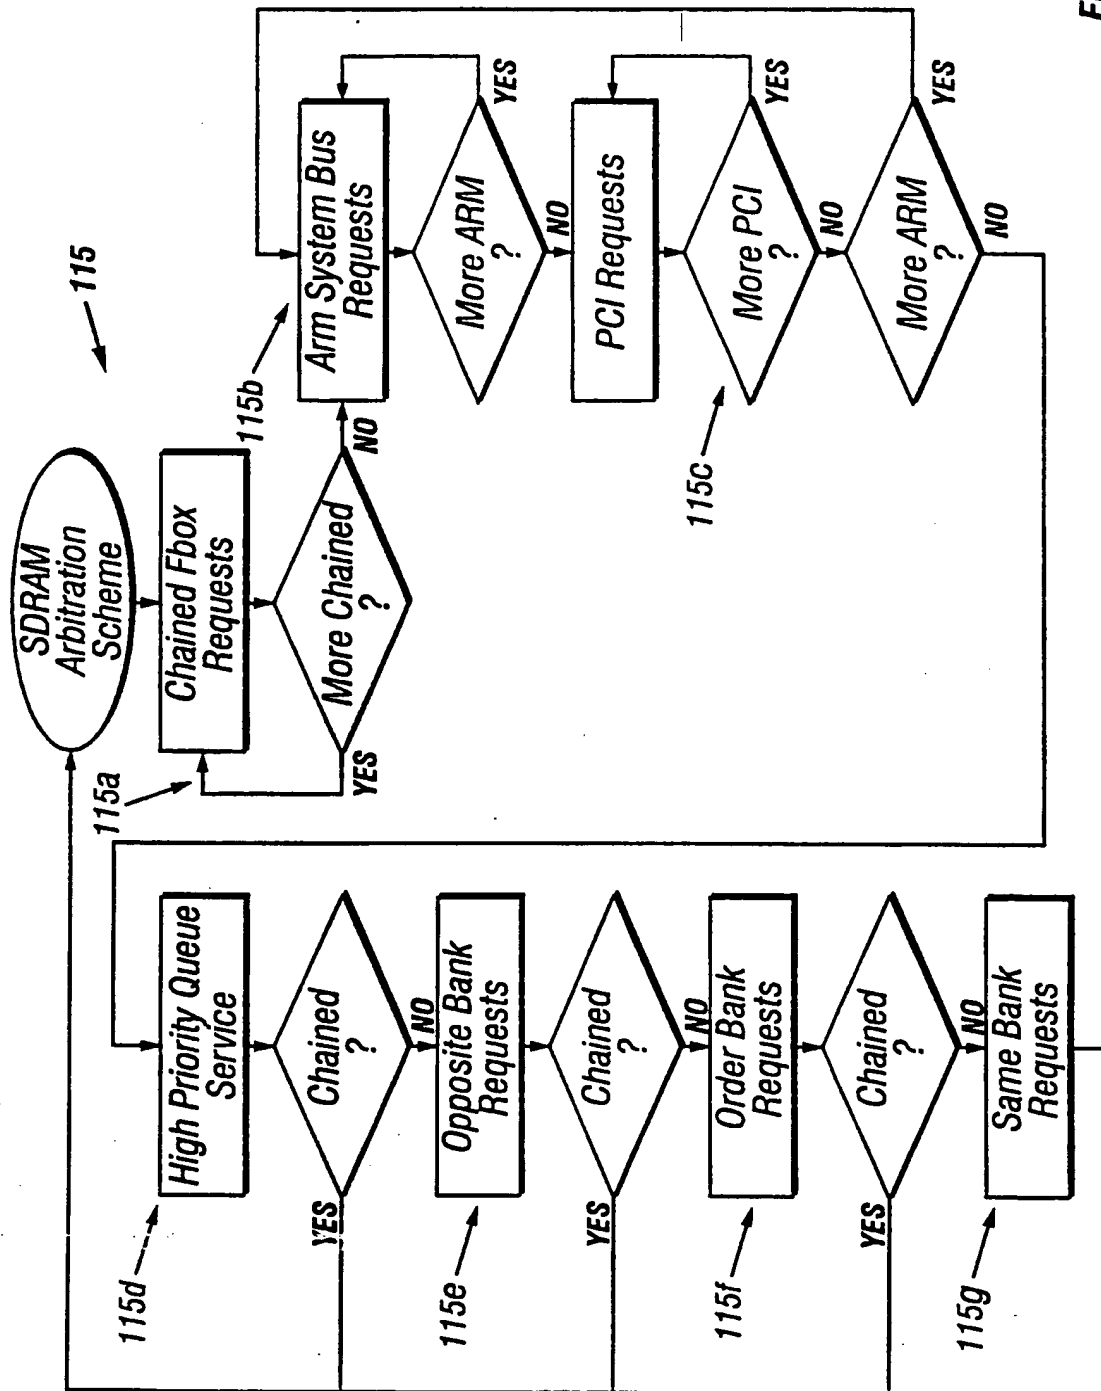 115
SDRAM
Arbitration
Scheme
115a
Chained Fbox
Requests
More Chained
?
YES
NO
115b
Arm System Bus
Requests
More ARM
?
YES
NO
PCI Requests
115c
More PCI
?
YES
NO
More ARM
?
YES
NO
115d
High Priority Queue
Service
Chained
?
YES
NO
115e
Opposite Bank
Requests
Chained
?
YES
NO
115f
Order Bank
Requests
Chained
?
YES
NO
115g
Same Bank
Requests